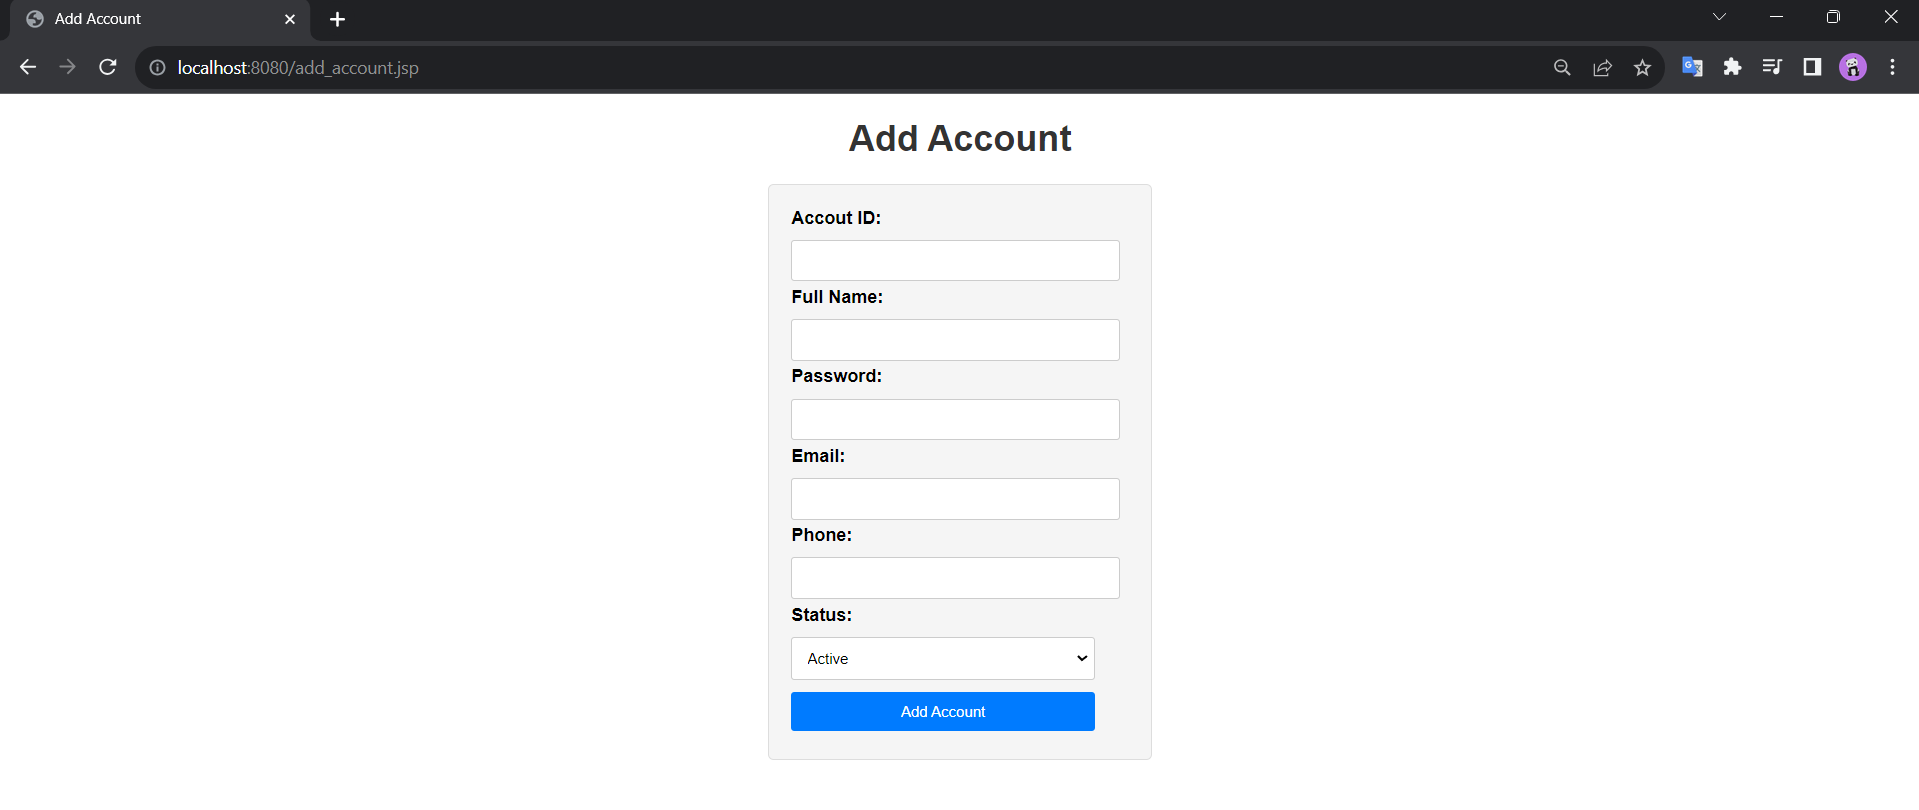 Add Account
localhost:8080/add_account.jsp
Add Account
Accout ID:
Full Name:
Password:
Email:
Phone:
Status:
Active
Add Account